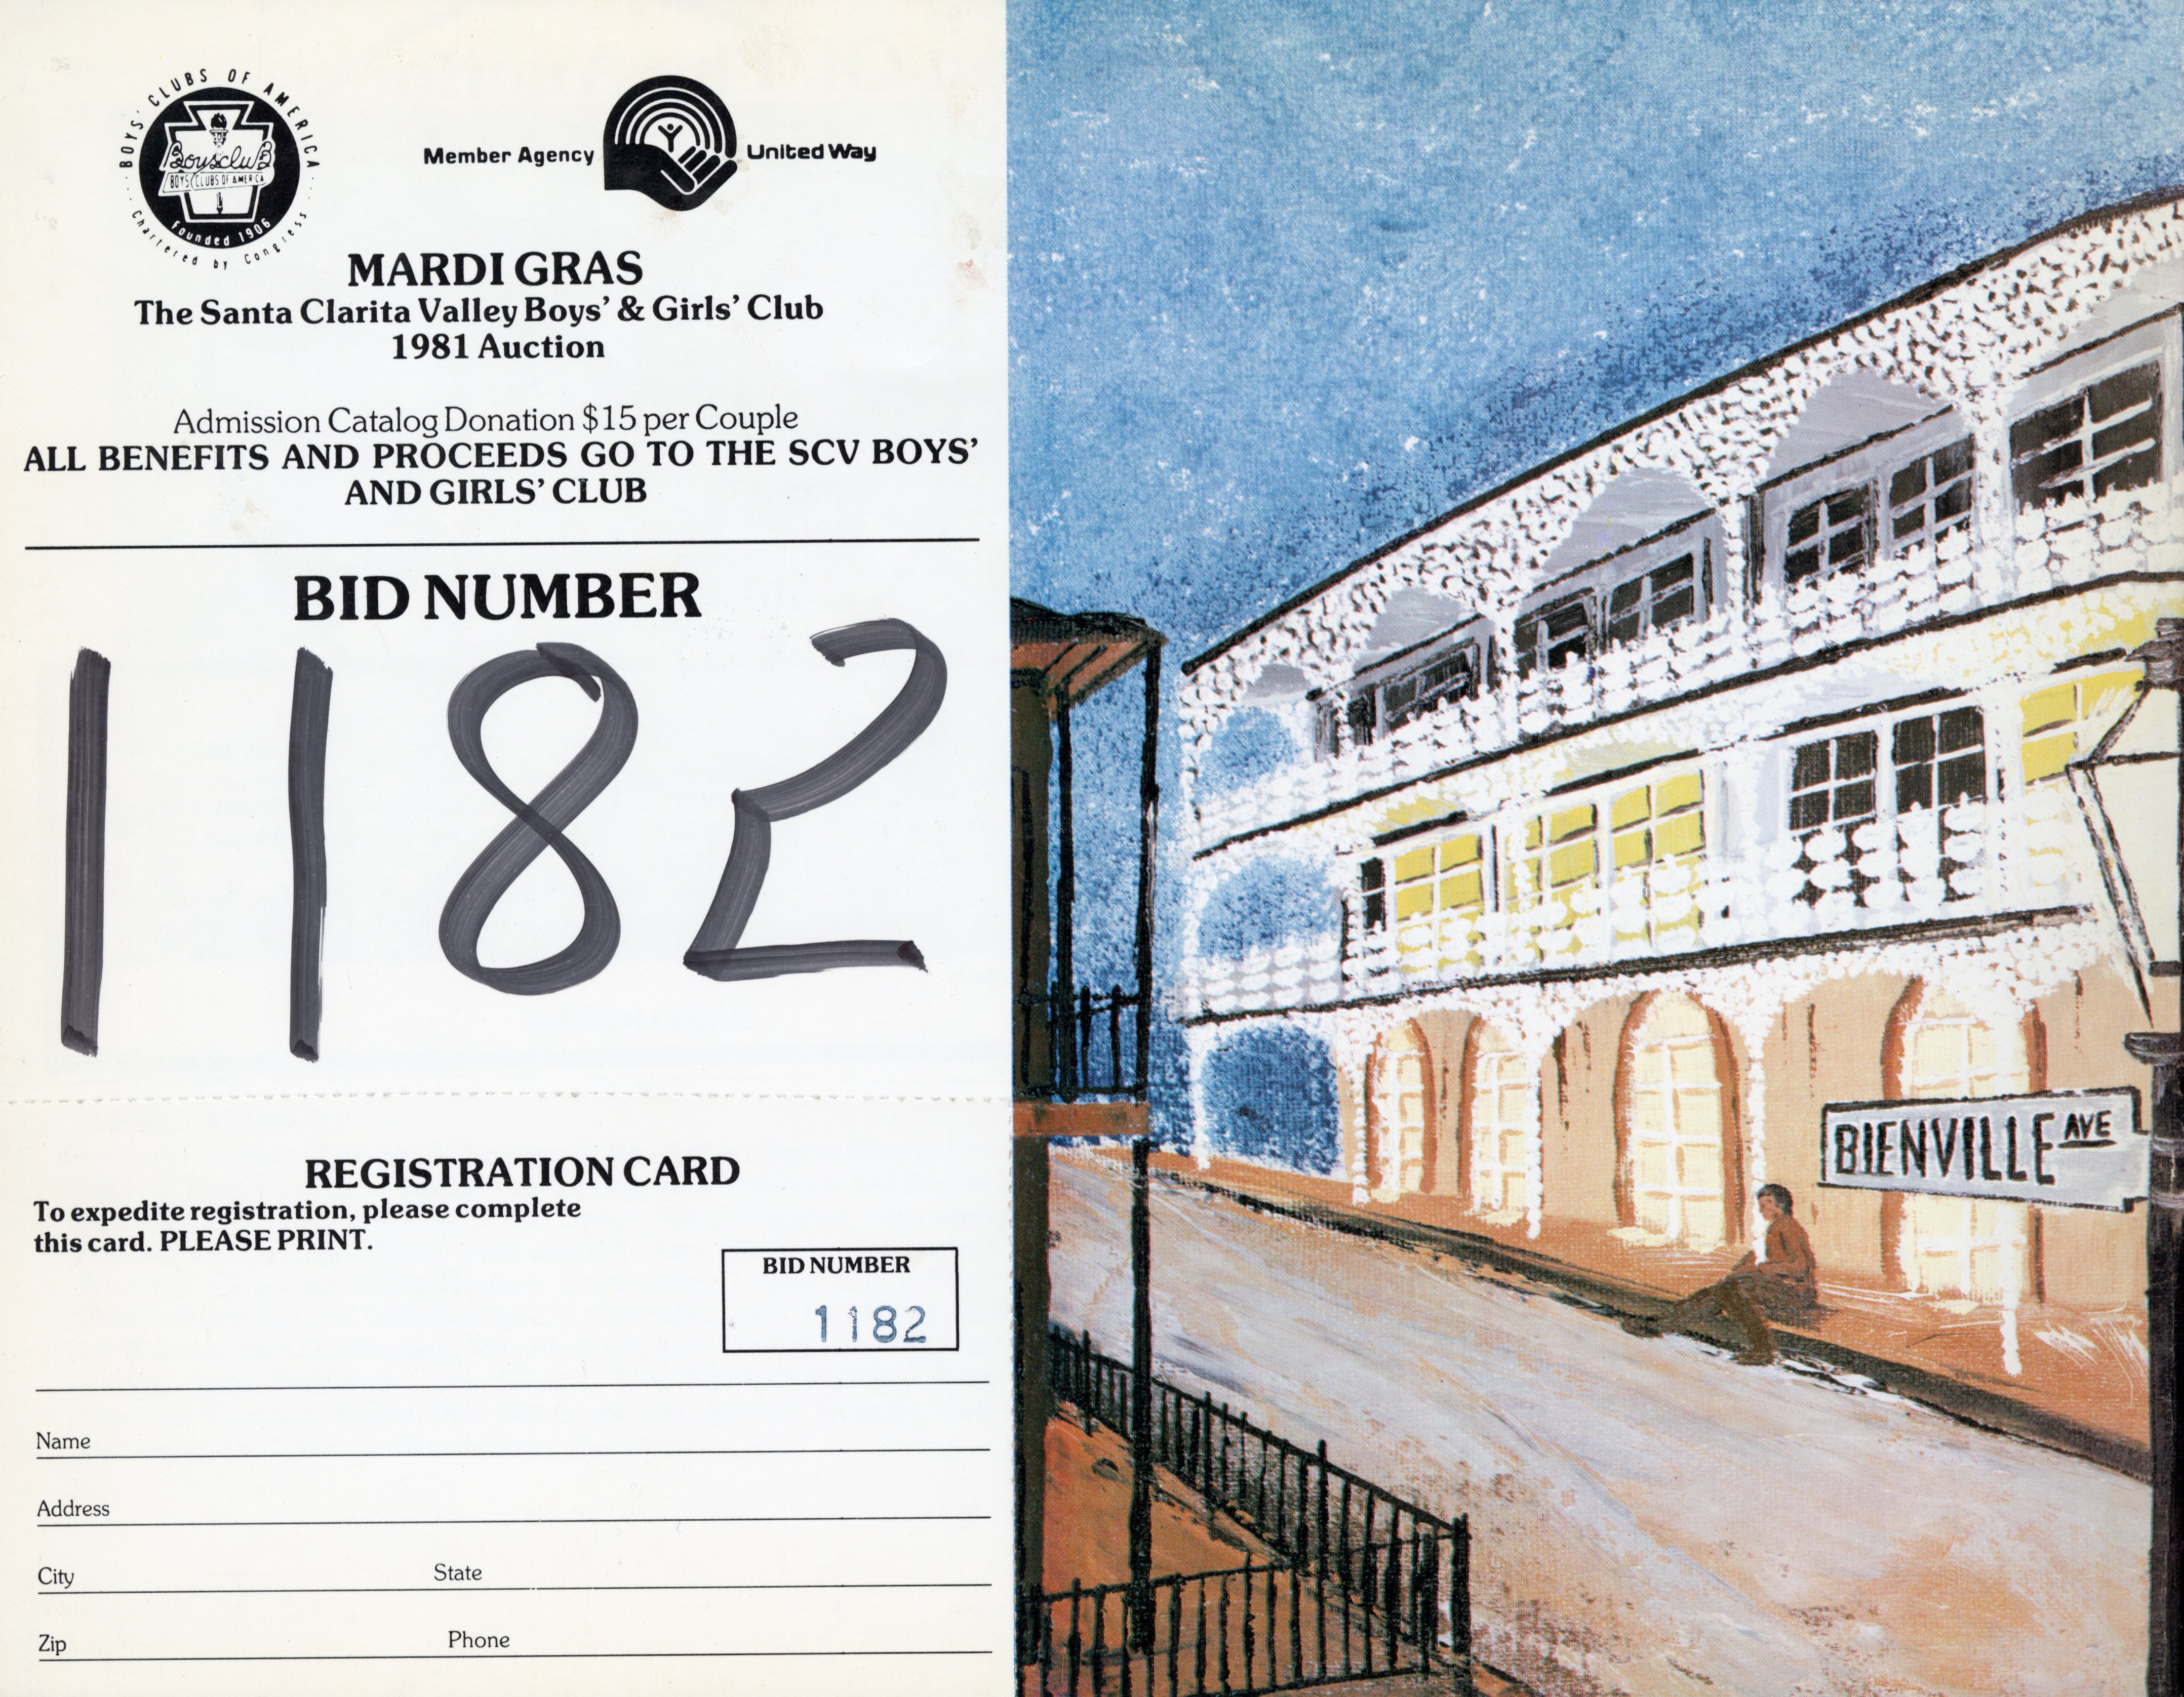 BOYS' CLUBS OF AMERICA
Boysclub
BOYS' CLUBS OF AMERICA
Founded 1906
Chartered by Congress
Member Agency
United Way
MARDI GRAS
The Santa Clarita Valley Boys' & Girls' Club
1981 Auction
Admission Catalog Donation $15 per Couple
ALL BENEFITS AND PROCEEDS GO TO THE SCV BOYS'
AND GIRLS' CLUB
BID NUMBER
1182
REGISTRATION CARD
To expedite registration, please complete
this card. PLEASE PRINT.
BID NUMBER
1182
Name
Address
City State
Zip Phone
BIENVILLE AVE